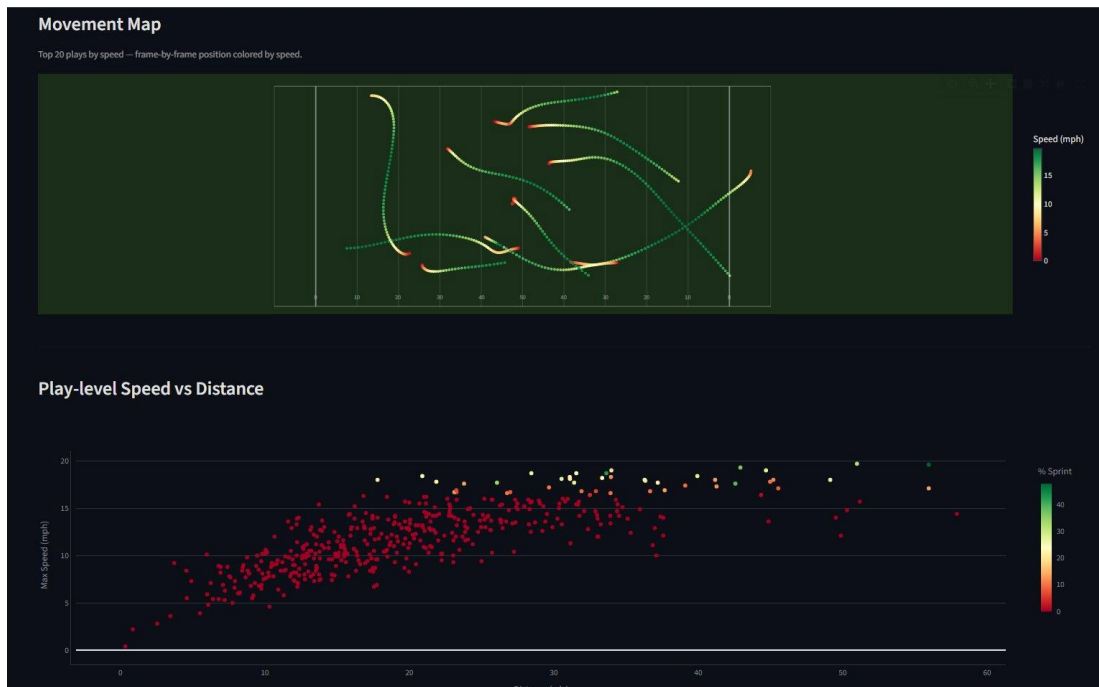 Movement Map
Top 20 plays by speed — frame-by-frame position colored by speed.
Speed (mph)
15
10
5
0
0 10 20 30 40 50 40 30 20 10 0
Play-level Speed vs Distance
% Sprint
40
30
20
10
0
Max Speed (mph)
20
15
10
5
0
0 10 20 30 40 50 60